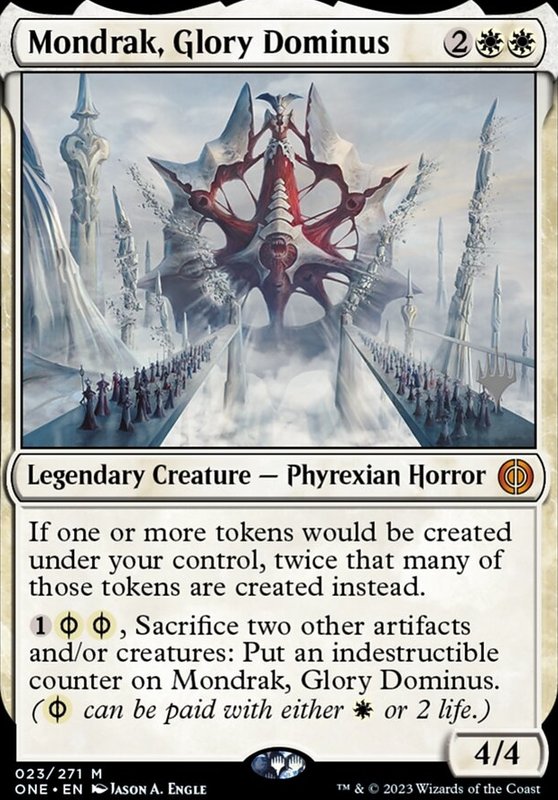 Mondrak, Glory Dominus 2
Legendary Creature — Phyrexian Horror
If one or more tokens would be created
under your control, twice that many of
those tokens are created instead.
1, Sacrifice two other artifacts
and/or creatures: Put an indestructible
counter on Mondrak, Glory Dominus.
( can be paid with either or 2 life.)
4/4
023/271 M
ONE • EN Jason A. Engle
™ & © 2023 Wizards of the Coast